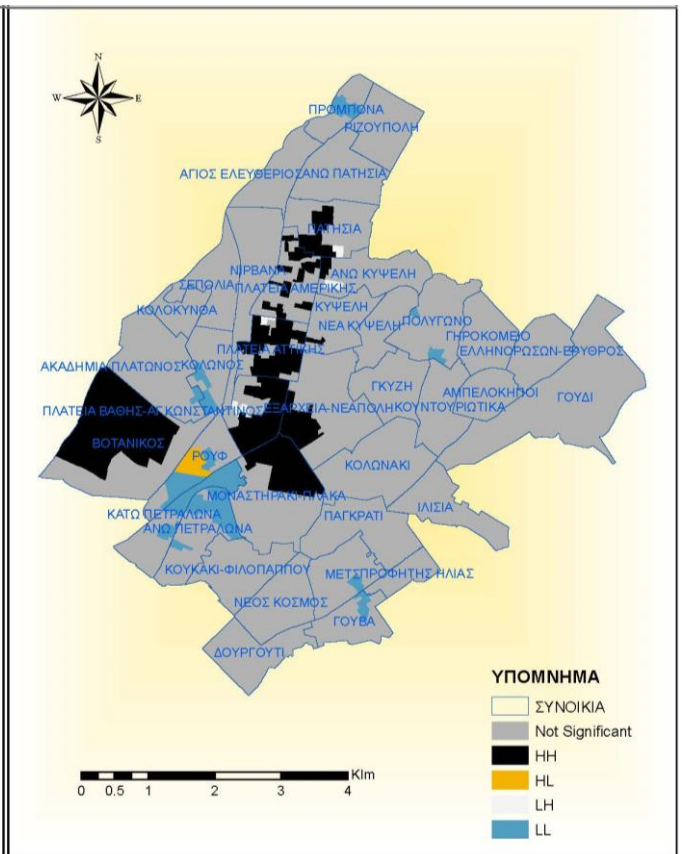 N
W E
S
ΠΡΟΜΠΟΝΑ
ΡΙΖΟΥΠΟΛΗ
ΑΓΙΟΣ ΕΛΕΥΘΕΡΙΟΣ ΑΝΩ ΠΑΤΗΣΙΑ
ΠΑΤΗΣΙΑ
ΝΙΡΒΑΝΑ
ΑΝΩ ΚΥΨΕΛΗ
ΣΕΠΟΛΙΑ
ΠΛΑΤΕΙΑ ΑΜΕΡΙΚΗΣ
ΚΟΛΟΚΥΝΘΑ
ΚΥΨΕΛΗ
ΝΕΑ ΚΥΨΕΛΗ
ΠΟΛΥΓΩΝΟ
ΓΗΡΟΚΟΜΕΙΟ
ΠΛΑΤΕΙΑ ΑΤΤΙΚΗΣ
ΕΛΛΗΝΟΡΩΣΩΝ-ΕΡΥΘΡΟΣ
ΑΚΑΔΗΜΙΑ ΠΛΑΤΩΝΟΣ
ΚΟΛΩΝΟΣ
ΓΚΥΖΗ
ΑΜΠΕΛΟΚΗΠΟΙ
ΓΟΥΔΙ
ΠΛΑΤΕΙΑ ΒΑΘΗΣ-ΑΓ ΚΩΝΣΤΑΝΤΙΝΟΣ
ΕΞΑΡΧΕΙΑ-ΝΕΑΠΟΛΗ
ΚΟΥΝΤΟΥΡΙΩΤΙΚΑ
ΒΟΤΑΝΙΚΟΣ
ΡΟΥΦ
ΚΟΛΩΝΑΚΙ
ΜΟΝΑΣΤΗΡΑΚΙ-ΠΛΑΚΑ
ΙΛΙΣΙΑ
ΚΑΤΩ ΠΕΤΡΑΛΩΝΑ
ΠΑΓΚΡΑΤΙ
ΑΝΩ ΠΕΤΡΑΛΩΝΑ
ΚΟΥΚΑΚΙ-ΦΙΛΟΠΑΠΠΟΥ
ΜΕΤΣΠΡΟΦΗΤΗΣ ΗΛΙΑΣ
ΝΕΟΣ ΚΟΣΜΟΣ
ΓΟΥΒΑ
ΔΟΥΡΓΟΥΤΙ
ΥΠΟΜΝΗΜΑ
ΣΥΝΟΙΚΙΑ
Not Significant
HH
HL
LH
LL
Klm
0 0.5 1 2 3 4